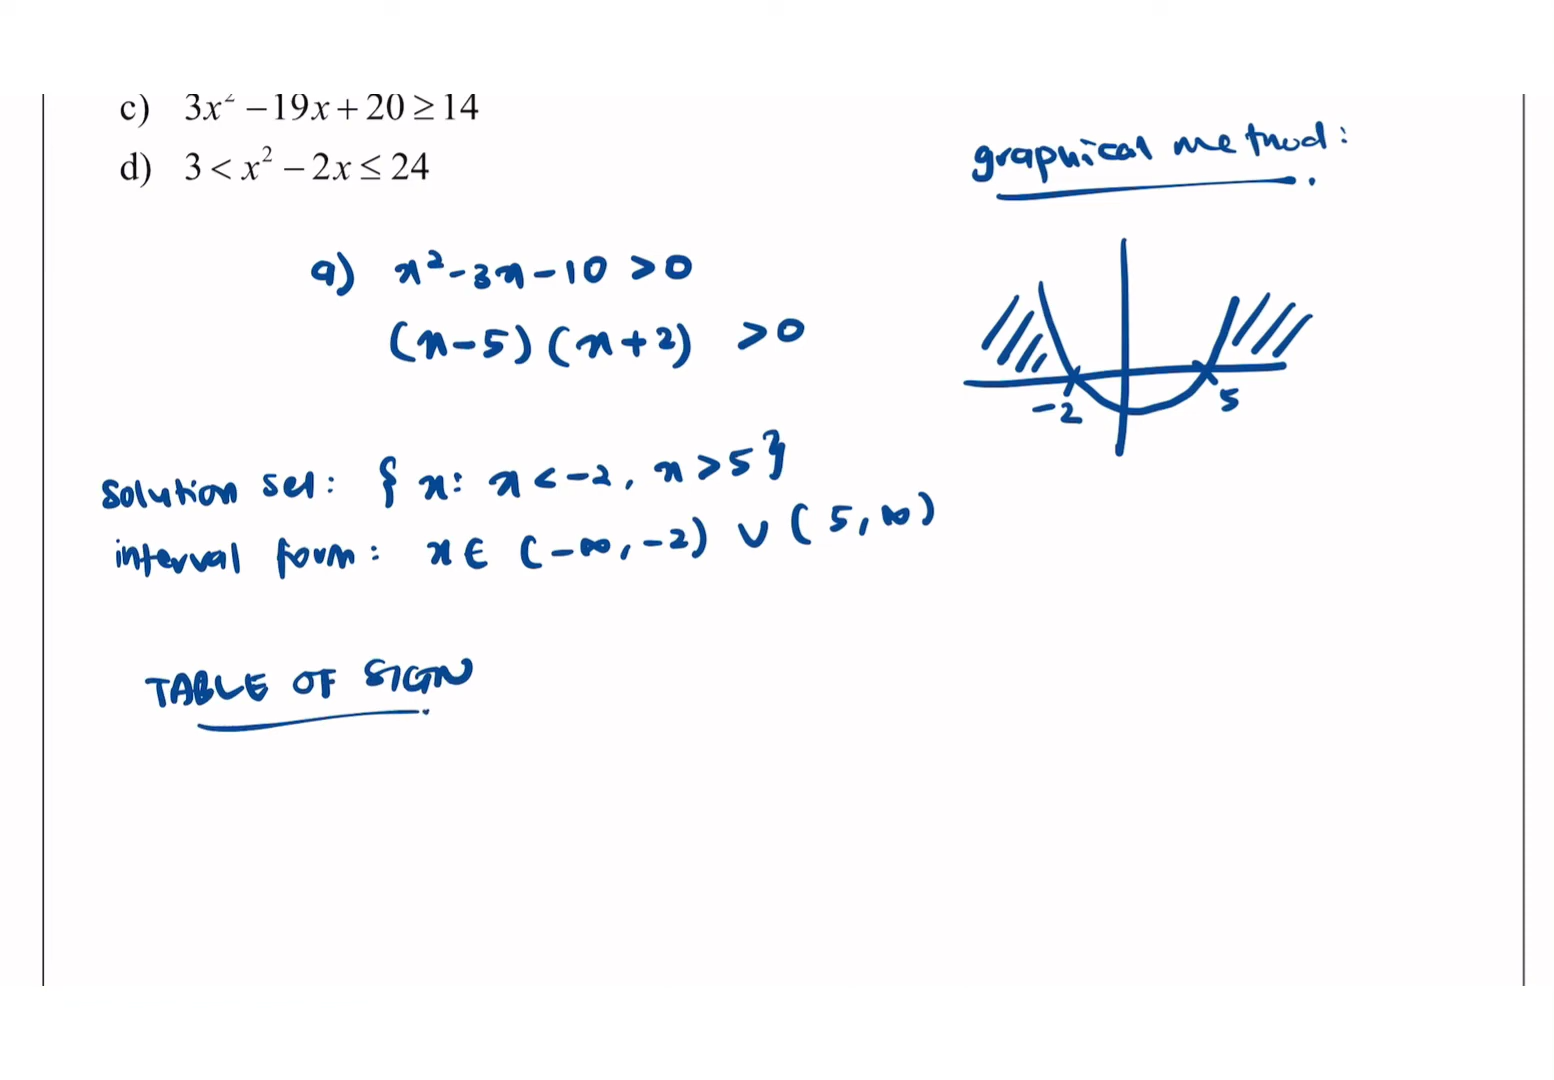 c) 3x² − 19x + 20 ≥ 14
d) 3 < x² − 2x ≤ 24
graphical method:
a) x² - 3x - 10 > 0
(x - 5) (x + 2) > 0
-2 5
solution set: { x: x < -2, x > 5 }
interval form: x ∈ (-∞, -2) ∪ (5, ∞)
TABLE OF SIGN